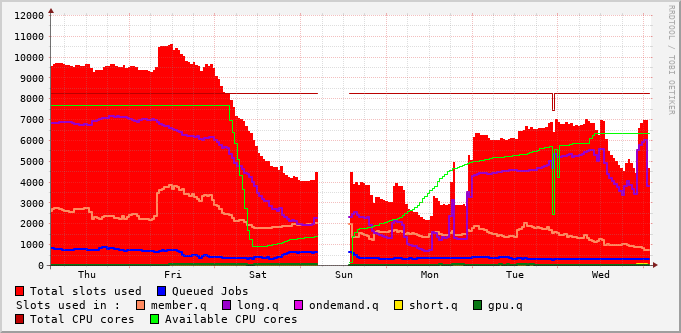 12000
11000
10000
9000
8000
7000
6000
5000
4000
3000
2000
1000
0
Thu Fri Sat Sun Mon Tue Wed
RRDTOOL / TOBI OETIKER
Total slots used Queued Jobs
Slots used in : member.q long.q ondemand.q short.q gpu.q
Total CPU cores Available CPU cores